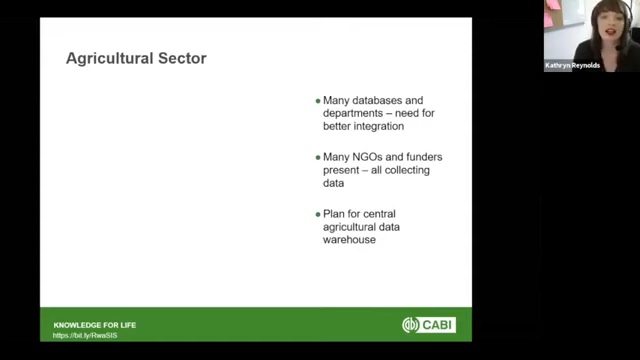 Agricultural Sector
• Many databases and
departments – need for
better integration
• Many NGOs and funders
present – all collecting
data
• Plan for central
agricultural data
warehouse
KNOWLEDGE FOR LIFE
https://bit.ly/RwaSIS
CABI
Kathryn Reynolds